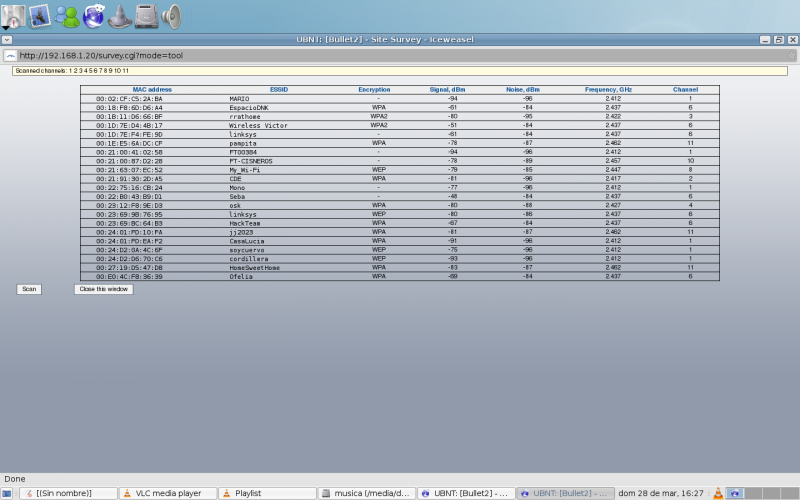 UBNT: [Bullet2] - Site Survey - Iceweasel
http://192.168.1.20/survey.cgi?mode=tool
Scanned channels: 1 2 3 4 5 6 7 8 9 10 11
MAC address ESSID Encryption Signal, dBm Noise, dBm Frequency, GHz Channel
00:02:CF:C5:2A:BA MARIO - -94 -96 2.412 1
00:18:F8:6D:D6:A4 EspacioDNK WPA -61 -84 2.437 6
00:1B:11:D6:66:BF rrathome WPA2 -80 -95 2.422 3
00:1D:7E:D4:4B:17 Wireless Victor WPA2 -51 -84 2.437 6
00:1D:7E:F4:FE:9D linksys - -61 -84 2.437 6
00:1E:E5:6A:DC:CF pampita WPA -78 -87 2.462 11
00:21:00:41:02:5B FT00384 - -94 -96 2.412 1
00:21:00:87:D2:28 FT-CISNEROS - -78 -89 2.457 10
00:21:63:07:EC:52 My_Wi-Fi WEP -79 -85 2.447 8
00:21:91:30:2D:A5 CDE WPA -81 -96 2.417 2
00:22:75:16:CB:24 Mono - -77 -96 2.412 1
00:22:B0:43:B9:D1 Seba - -48 -84 2.437 6
00:23:12:F8:9E:D3 osk WPA -80 -88 2.427 4
00:23:69:9B:76:95 linksys WEP -80 -86 2.437 6
00:23:69:BC:64:B3 HackTeam WPA -67 -84 2.437 6
00:24:01:FD:10:FA jj2023 WPA -81 -87 2.462 11
00:24:01:FD:EA:F2 CasaLucia WPA -91 -96 2.412 1
00:24:D2:0A:4C:6F soycuervo WEP -75 -96 2.412 1
00:24:D2:D6:70:C6 cordillera WEP -93 -96 2.412 1
00:27:19:D5:47:D8 HomeSweetHome WPA -83 -87 2.462 11
00:E0:4C:F8:36:39 Ofelia WPA -69 -84 2.437 6
Scan Close this window
Done
[(Sin nombre)] VLC media player Playlist musica (/media/d... UBNT: [Bullet2] - ... UBNT: [Bullet2] - ... dom 28 de mar, 16:27